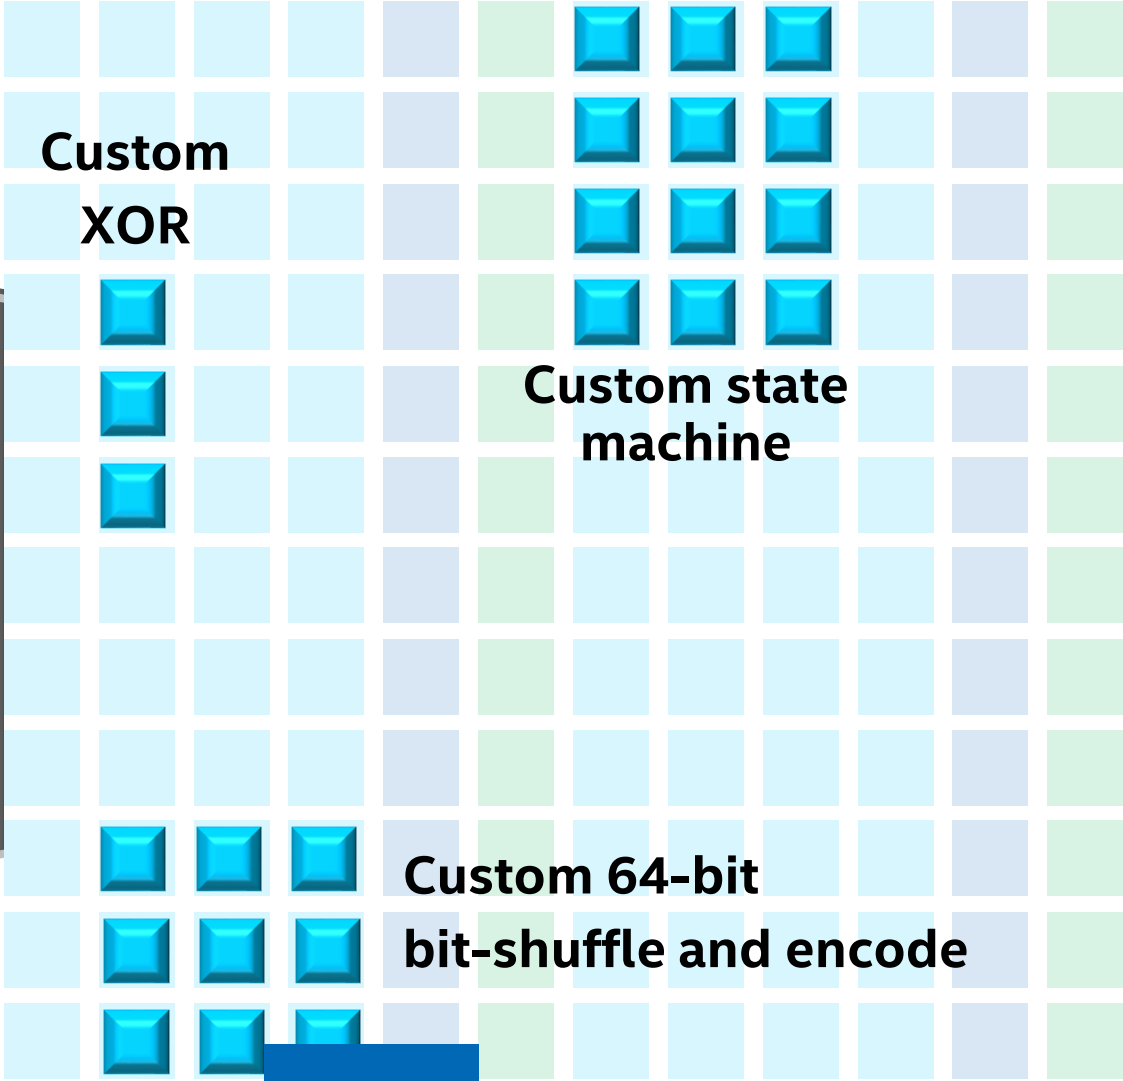 Custom
XOR
Custom state
machine
Custom 64-bit
bit-shuffle and encode